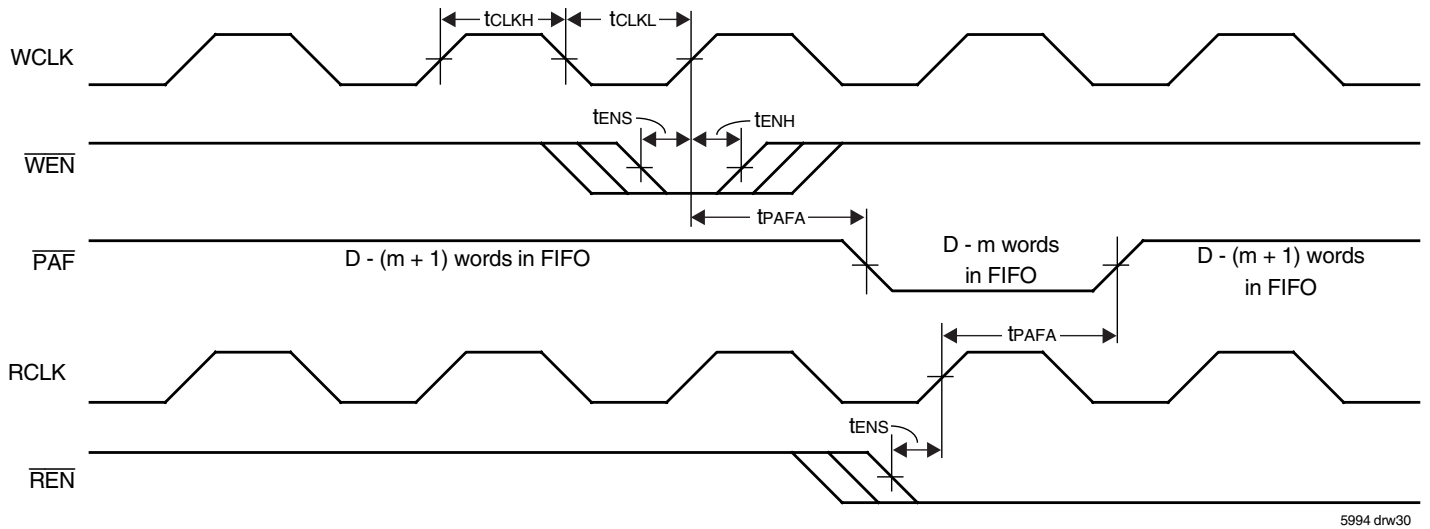 tCLKH
tCLKL
WCLK
tENS
tENH
WEN
tPAFA
PAF
D - (m + 1) words in FIFO
D - m words
in FIFO
D - (m + 1) words
in FIFO
tPAFA
RCLK
tENS
REN
5994 drw30